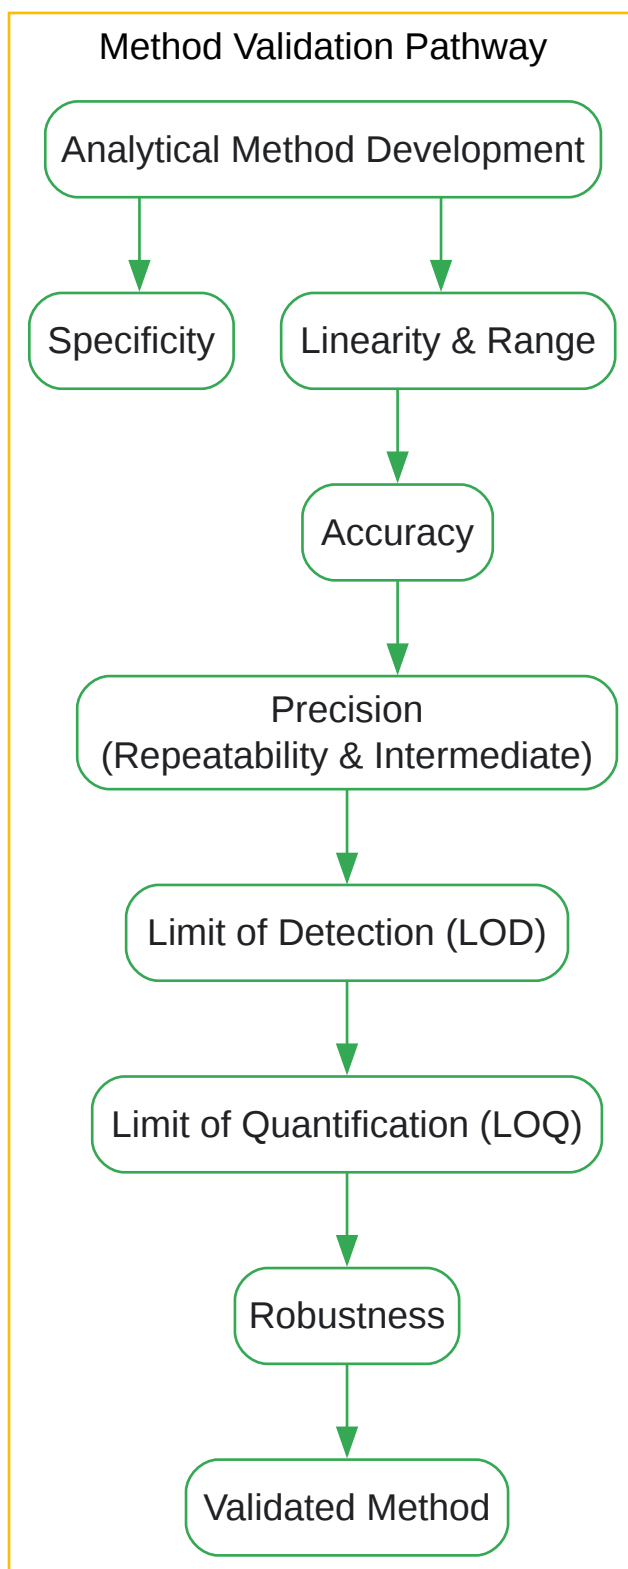 Method Validation Pathway
Analytical Method Development
Specificity
Linearity & Range
Accuracy
Precision
(Repeatability & Intermediate)
Limit of Detection (LOD)
Limit of Quantification (LOQ)
Robustness
Validated Method